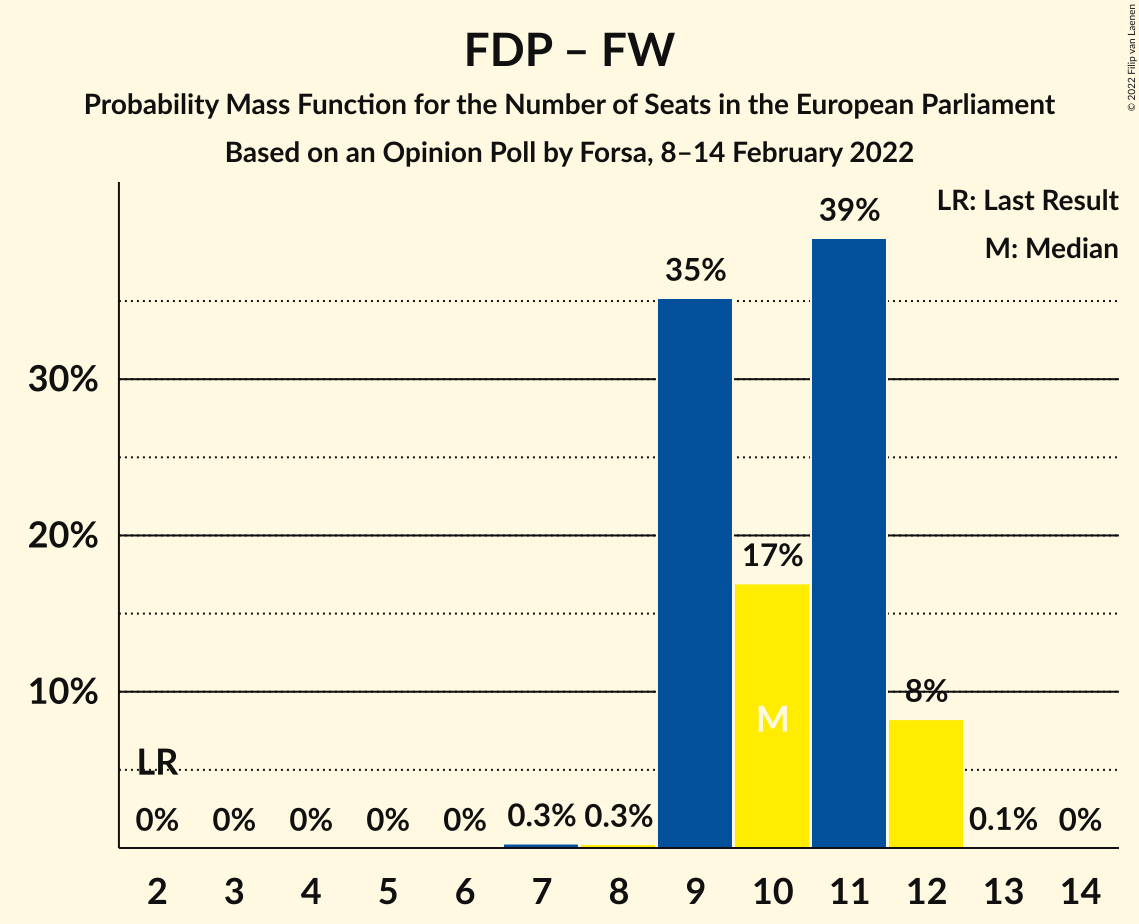 FDP – FW
Probability Mass Function for the Number of Seats in the European Parliament
Based on an Opinion Poll by Forsa, 8–14 February 2022
© 2022 Filip van Laenen
LR: Last Result
M: Median
39%
35%
30%
20%
17%
10%
8%
M
LR
0% 0% 0% 0% 0% 0.3% 0.3% 0.1% 0%
2 3 4 5 6 7 8 9 10 11 12 13 14